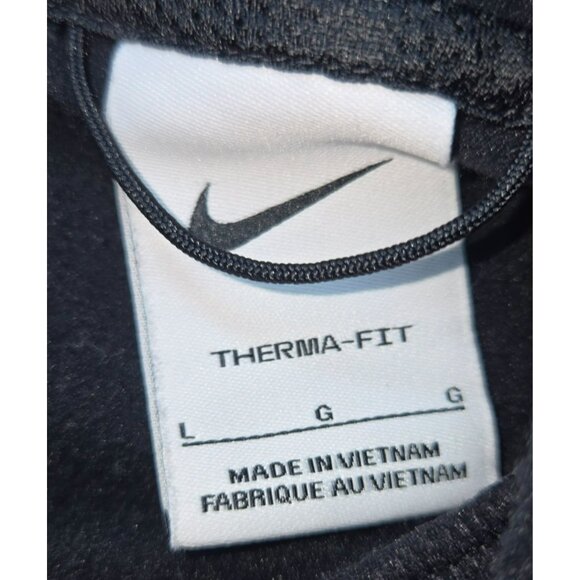 THERMA-FIT
L G G
MADE IN VIETNAM
FABRIQUE AU VIETNAM